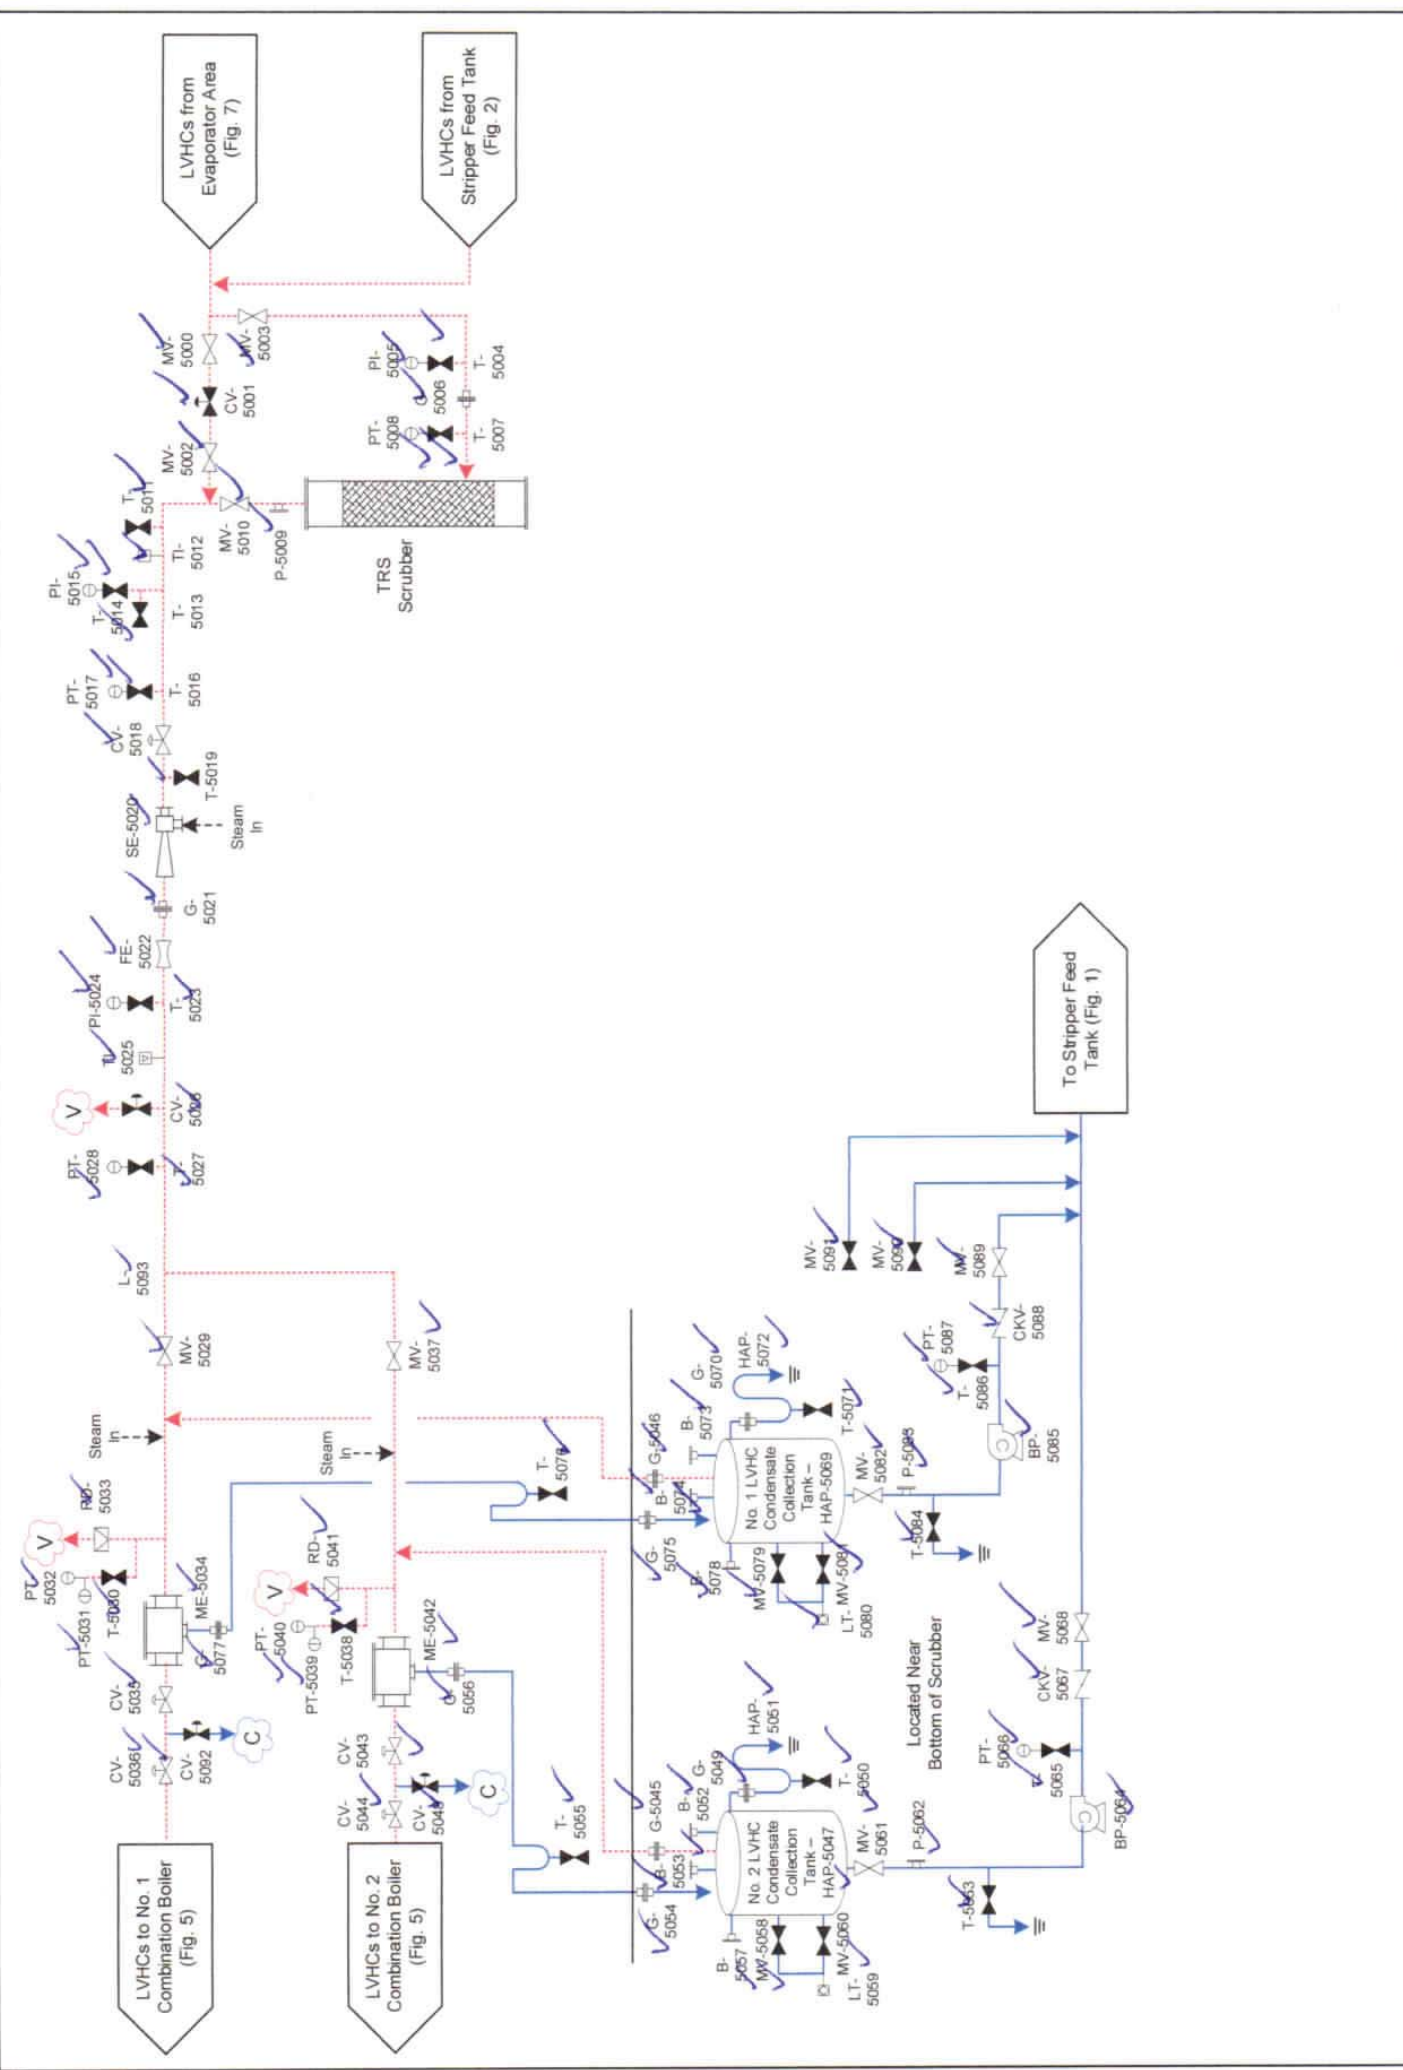 LVHCs to No. 1
Combination Boiler
(Fig. 5)
LVHCs to No. 2
Combination Boiler
(Fig. 5)
CV-
5036
CV-
5092
C
CV-
5035
PT-
5032
PT-5031
T-5030
V
RD-
5033
ME-5034
G-
5077
Steam
In
MV-
5029
L-
5093
CV-
5044
CV-
5043
C
PT-
5040
PT-5039
T-5038
V
RD-
5041
ME-5042
G-
5056
Steam
In
MV-
5037
T-
5055
T-
5076
PT-
5028
T-
5027
V
CV-
5026
5025
PI-5024
T-
5023
FE-
5022
G-
5021
SE-5020
Steam
In
T-5019
CV-
5018
PT-
5017
T-
5016
PI-
5015
T-
5014
T-
5013
TI-
5012
T-
5011
MV-
5010
P-5009
TRS
Scrubber
MV-
5002
CV-
5001
MV-
5000
MV-
5003
PT-
5008
T-
5007
5006
PI-
5005
T-
5004
LVHCs from
Evaporator Area
(Fig. 7)
LVHCs from
Stripper Feed Tank
(Fig. 2)
G-
5054
G-5045
B-
5053
B-
5052
G-
5049
HAP-
5051
T-
5050
No. 2 LVHC
Condensate
Collection
Tank –
HAP-5047
B-
5057
MV-5058
MV-5060
LT-
5059
MV-
5061
P-5062
T-5063
BP-5064
T-
5065
PT-
5066
CKV-
5067
MV-
5068
Located Near
Bottom of Scrubber
G-
5075
G-5046
B-
5074
B-
5073
G-
5070
HAP-
5072
T-5071
No. 1 LVHC
Condensate
Collection
Tank –
HAP-5069
B-
5078
MV-5079
MV-5081
LT-
5080
MV-
5082
P-5083
T-5084
BP-
5085
T-
5086
PT-
5087
CKV-
5088
MV-
5089
MV-
5090
MV-
5091
To Stripper Feed
Tank (Fig. 1)